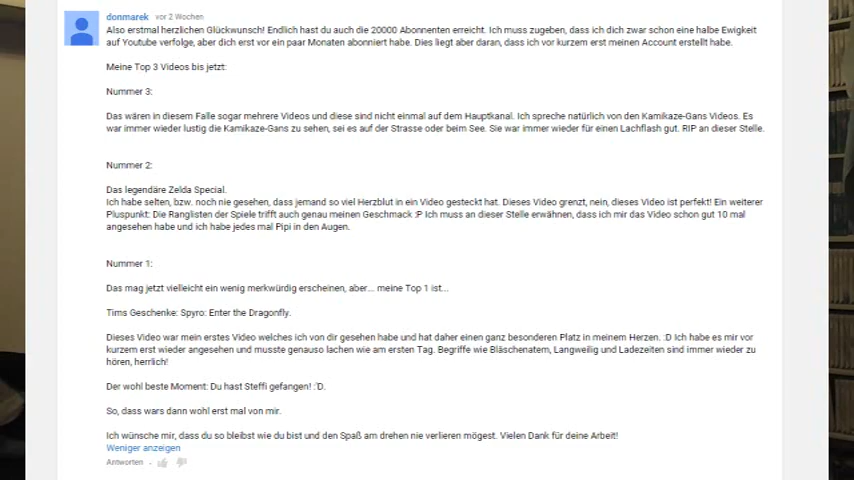 donmarek vor 2 Wochen
Also erstmal herzlichen Glückwunsch! Endlich hast du auch die 20000 Abonnenten erreicht. Ich muss zugeben, dass ich dich zwar schon eine halbe Ewigkeit
auf Youtube verfolge, aber dich erst vor ein paar Monaten abonniert habe. Dies liegt aber daran, dass ich vor kurzem erst meinen Account erstellt habe.
Meine Top 3 Videos bis jetzt:
Nummer 3:
Das wären in diesem Falle sogar mehrere Videos und diese sind nicht einmal auf dem Hauptkanal. Ich spreche natürlich von den Kamikaze-Gans Videos. Es
war immer wieder lustig die Kamikaze-Gans zu sehen, sei es auf der Strasse oder beim See. Sie war immer wieder für einen Lachflash gut. RIP an dieser Stelle.
Nummer 2:
Das legendäre Zelda Special.
Ich habe selten, bzw. noch nie gesehen, dass jemand so viel Herzblut in ein Video gesteckt hat. Dieses Video grenzt, nein, dieses Video ist perfekt! Ein weiterer
Pluspunkt: Die Ranglisten der Spiele trifft auch genau meinen Geschmack :P Ich muss an dieser Stelle erwähnen, dass ich mir das Video schon gut 10 mal
angesehen habe und ich habe jedes mal Pipi in den Augen.
Nummer 1:
Das mag jetzt vielleicht ein wenig merkwürdig erscheinen, aber... meine Top 1 ist...
Tims Geschenke: Spyro: Enter the Dragonfly.
Dieses Video war mein erstes Video welches ich von dir gesehen habe und hat daher einen ganz besonderen Platz in meinem Herzen. :D Ich habe es mir vor
kurzem erst wieder angesehen und musste genauso lachen wie am ersten Tag. Begriffe wie Bläschenatem, Langweilig und Ladezeiten sind immer wieder zu
hören, herrlich!
Der wohl beste Moment: Du hast Steffi gefangen! :'D.
So, dass wars dann wohl erst mal von mir.
Ich wünsche mir, dass du so bleibst wie du bist und den Spaß am drehen nie verlieren mögest. Vielen Dank für deine Arbeit!
Weniger anzeigen
Antworten